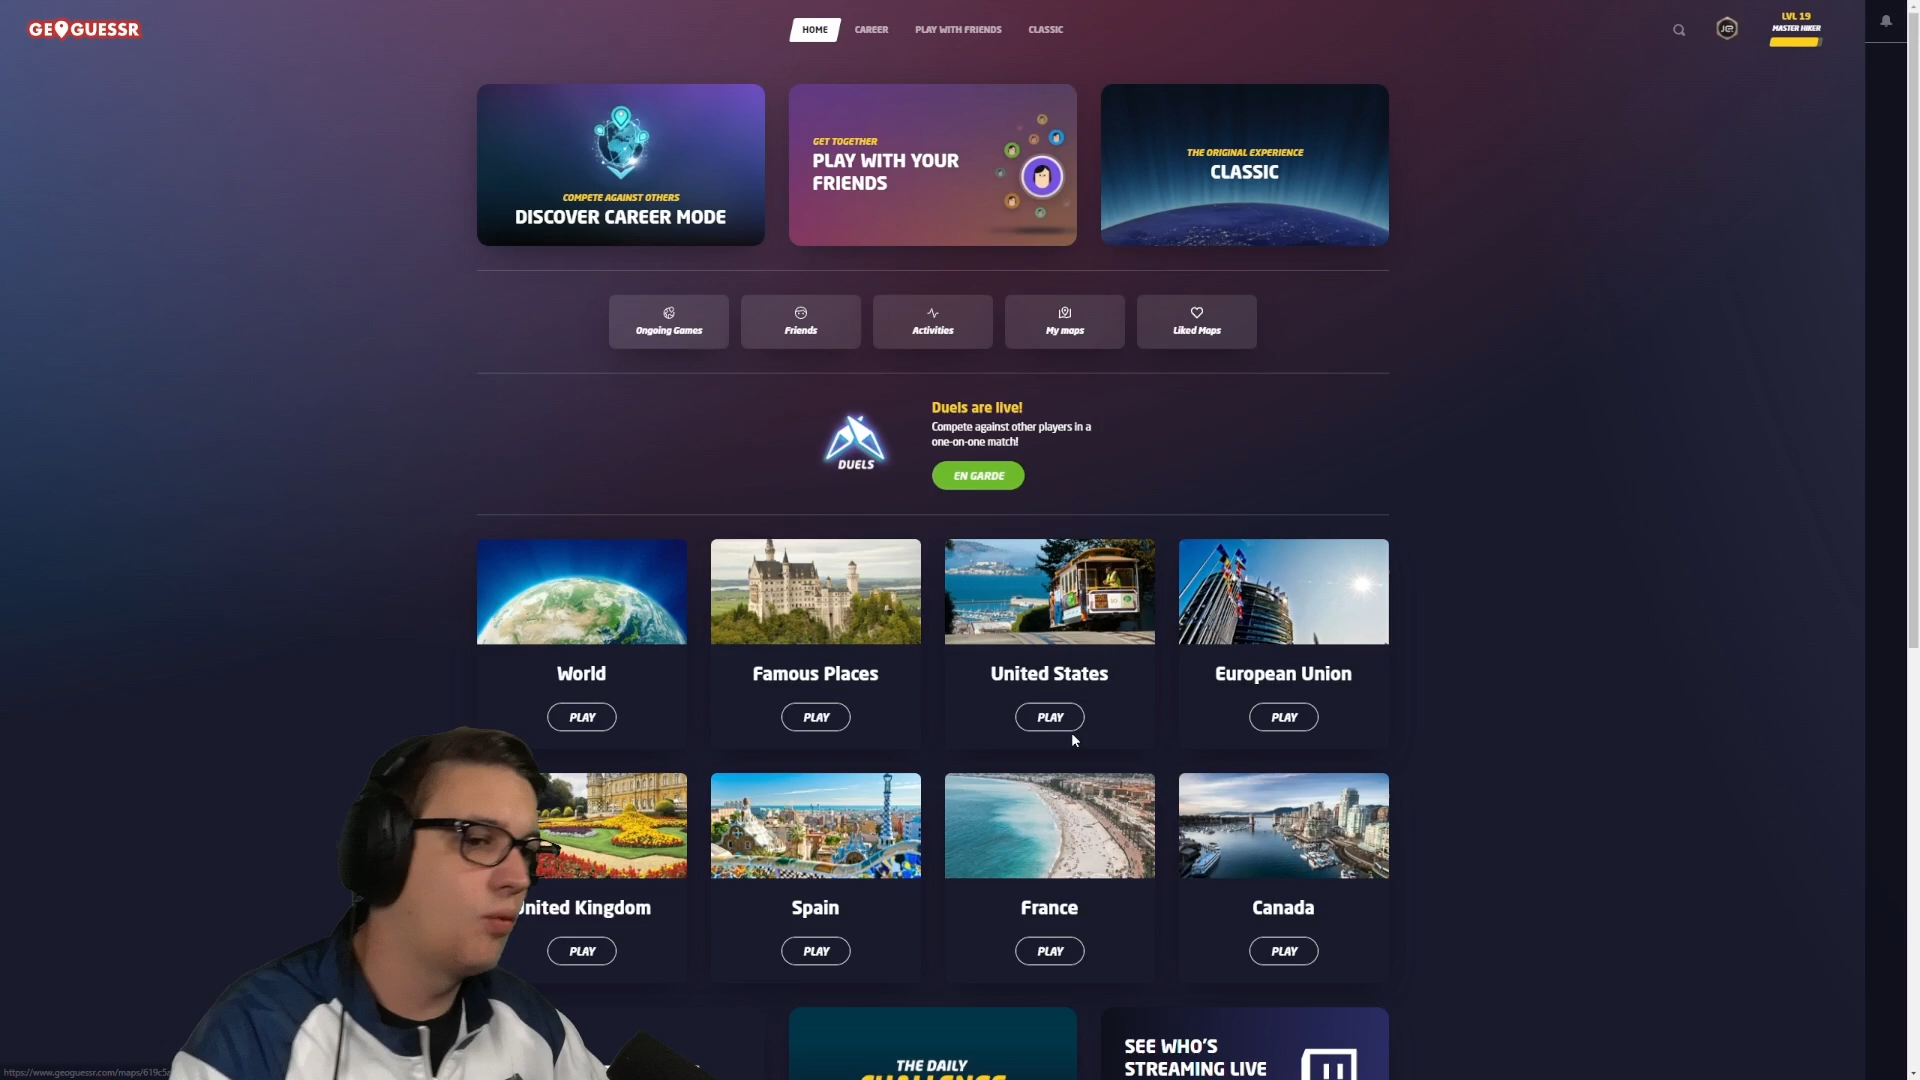 GEOGUESSR
HOME
CAREER
PLAY WITH FRIENDS
CLASSIC
LVL 19
MASTER HIKER
COMPETE AGAINST OTHERS
DISCOVER CAREER MODE
GET TOGETHER
PLAY WITH YOUR
FRIENDS
THE ORIGINAL EXPERIENCE
CLASSIC
Ongoing Games
Friends
Activities
My maps
Liked Maps
DUELS
Duels are live!
Compete against other players in a
one-on-one match!
EN GARDE
World
Famous Places
United States
European Union
PLAY
PLAY
PLAY
PLAY
United Kingdom
Spain
France
Canada
PLAY
PLAY
PLAY
PLAY
THE DAILY
CHALLENGE
SEE WHO'S
STREAMING LIVE